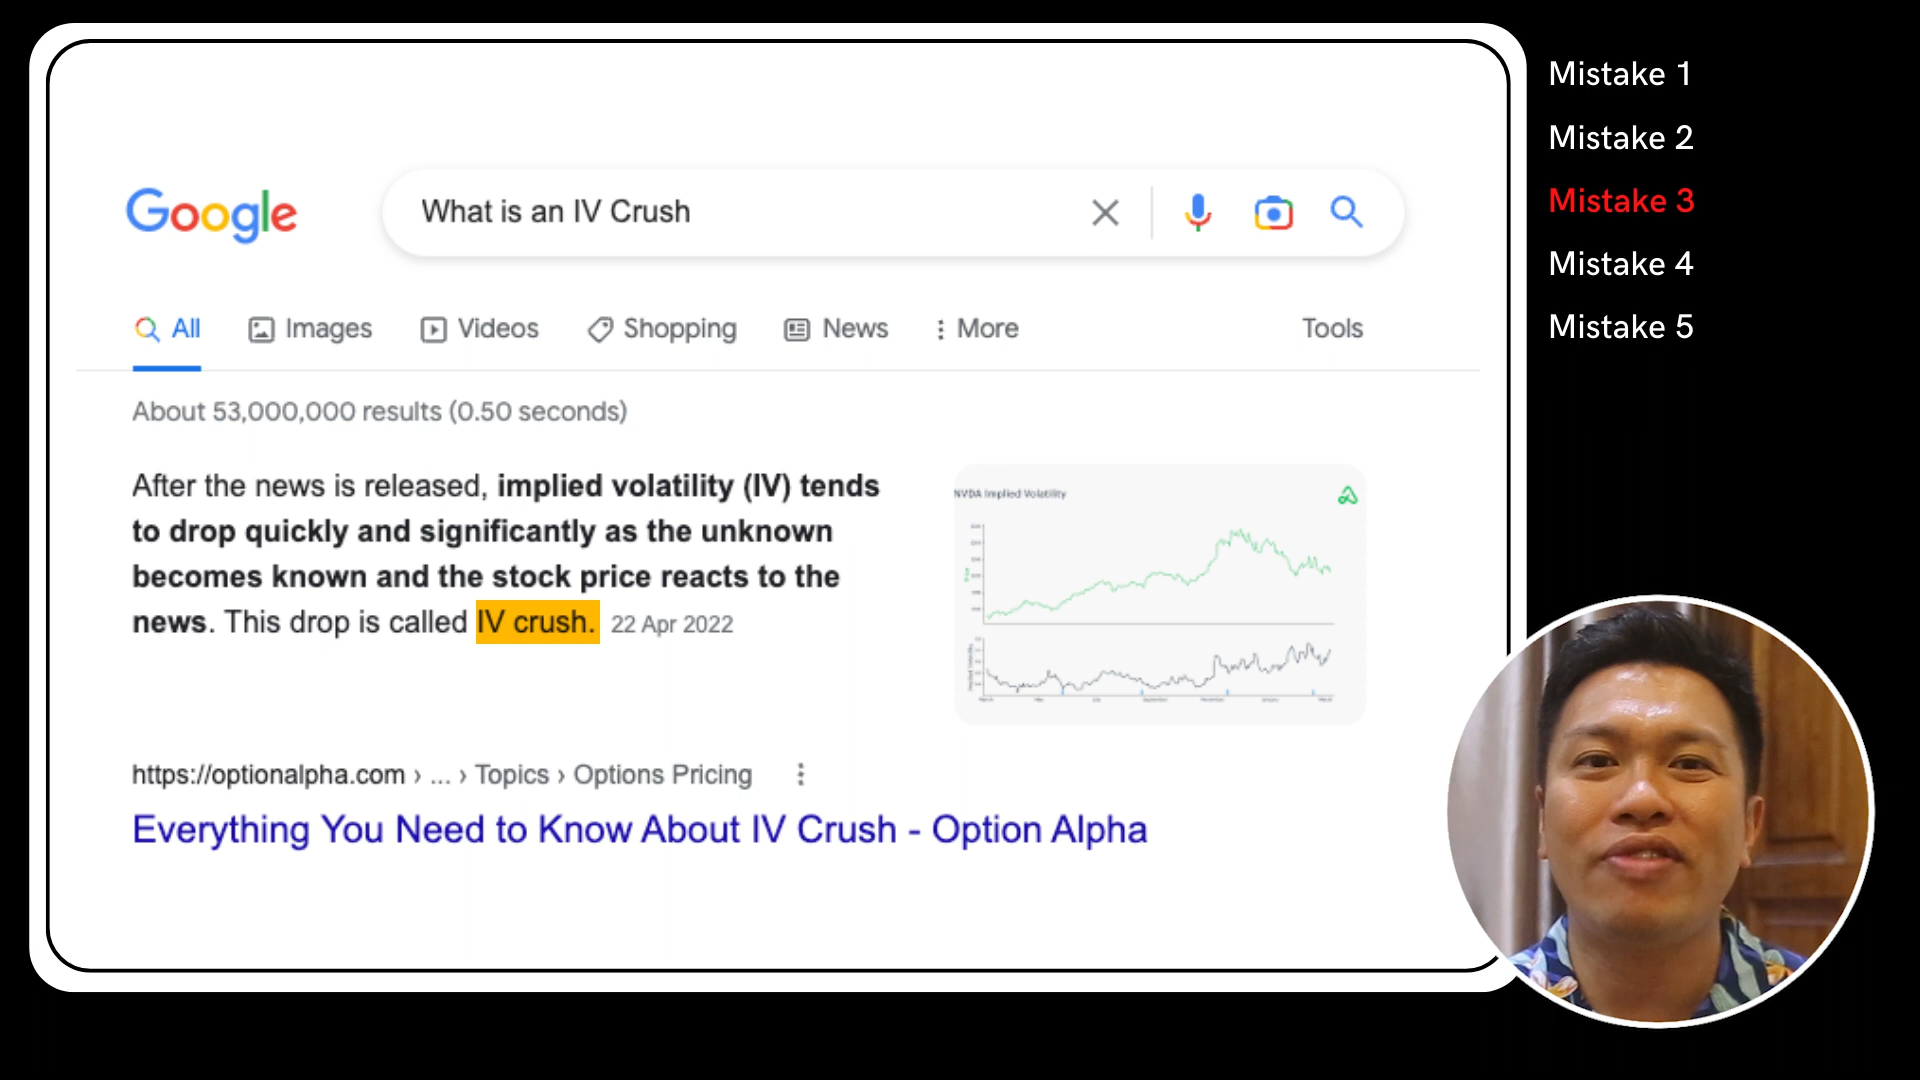 Google
What is an IV Crush
All Images Videos Shopping News More Tools
About 53,000,000 results (0.50 seconds)
After the news is released, implied volatility (IV) tends
to drop quickly and significantly as the unknown
becomes known and the stock price reacts to the
news. This drop is called IV crush. 22 Apr 2022
NVDA Implied Volatility
Price
https://optionalpha.com › ... › Topics › Options Pricing
Everything You Need to Know About IV Crush - Option Alpha
Mistake 1
Mistake 2
Mistake 3
Mistake 4
Mistake 5